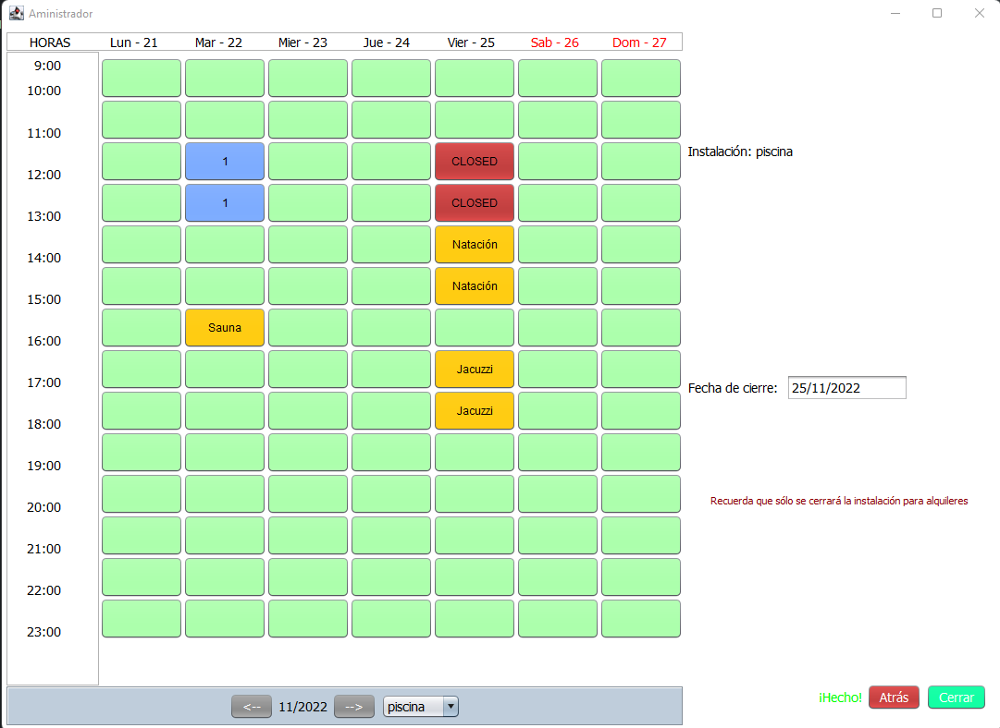 Aministrador
HORAS Lun - 21 Mar - 22 Mier - 23 Jue - 24 Vier - 25 Sab - 26 Dom - 27
9:00
10:00
11:00
1 CLOSED
Instalación: piscina
12:00
1 CLOSED
13:00
Natación
14:00
Natación
15:00
Sauna
16:00
Jacuzzi
17:00
Fecha de cierre: 25/11/2022
Jacuzzi
18:00
19:00
20:00
Recuerda que sólo se cerrará la instalación para alquileres
21:00
22:00
23:00
<-- 11/2022 --> piscina
¡Hecho! Atrás Cerrar